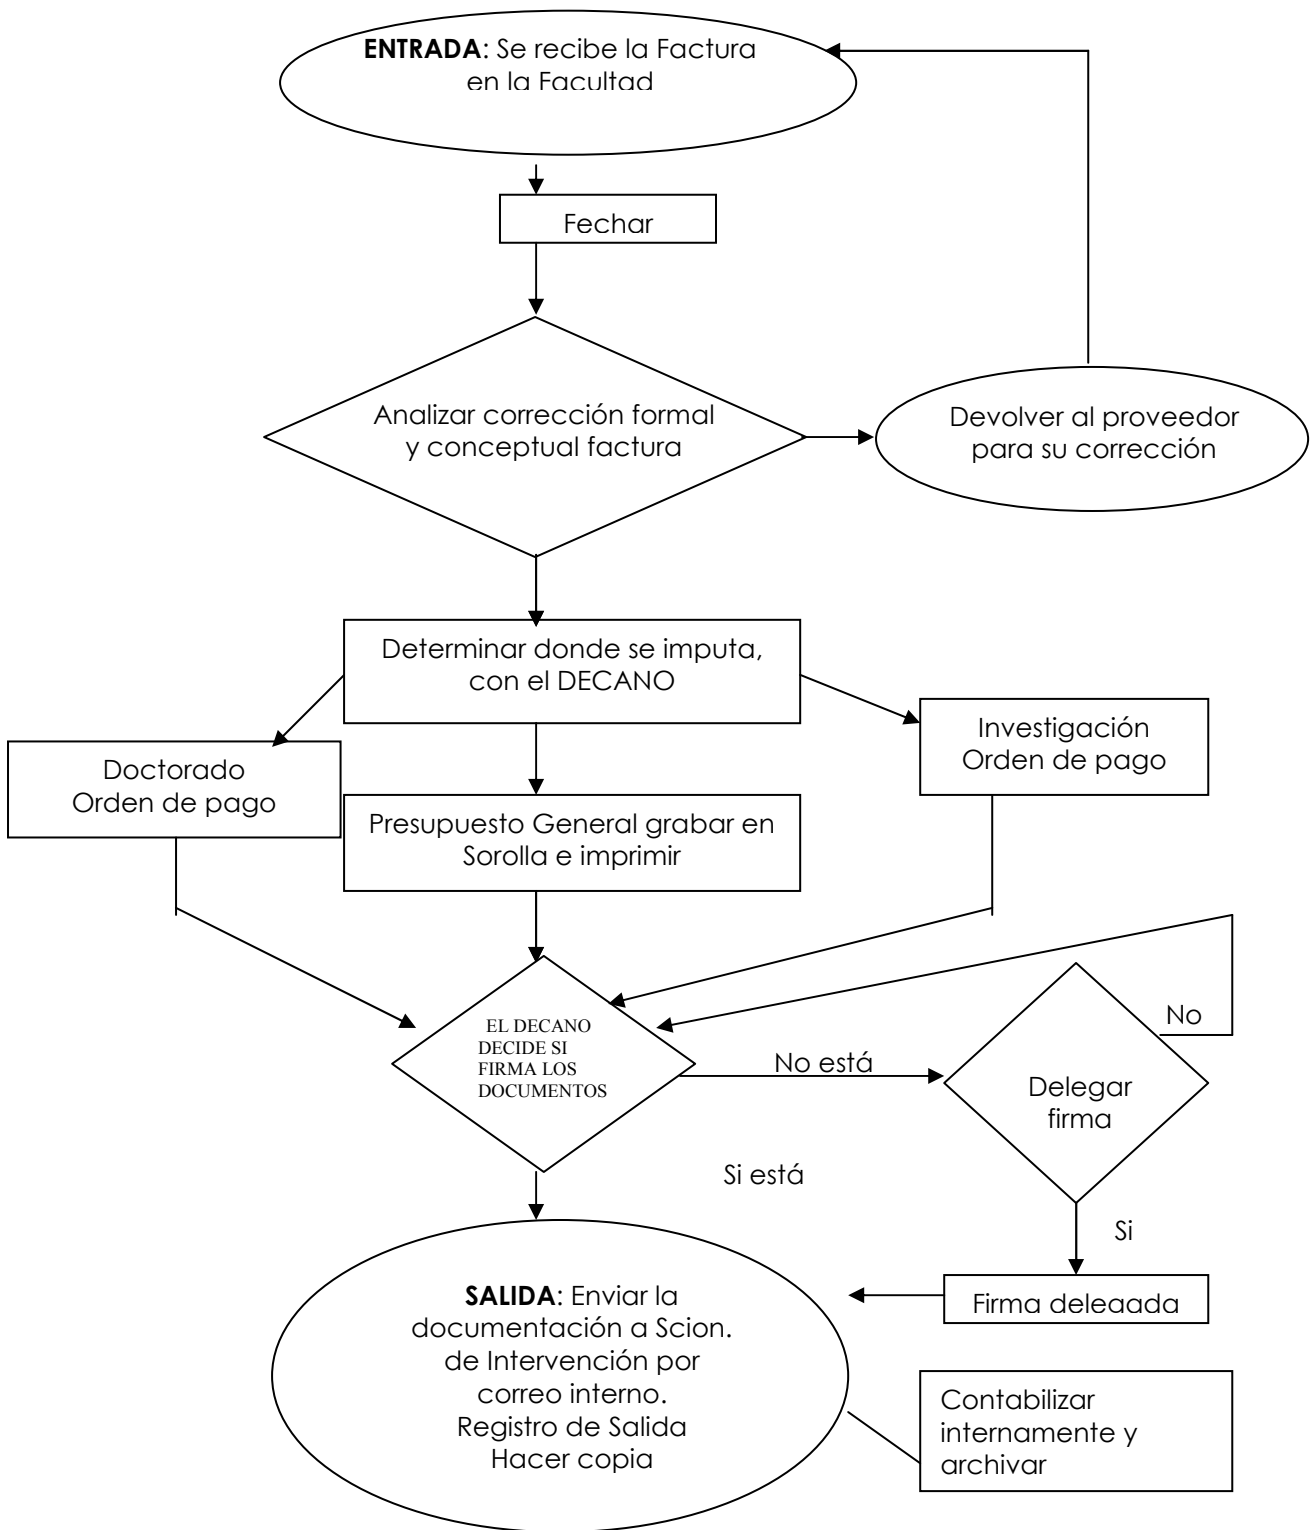 ENTRADA: Se recibe la Factura
en la Facultad
Fechar
Analizar corrección formal
y conceptual factura
Devolver al proveedor
para su corrección
Determinar donde se imputa,
con el DECANO
Investigación
Orden de pago
Doctorado
Orden de pago
Presupuesto General grabar en
Sorolla e imprimir
EL DECANO
DECIDE SI
FIRMA LOS
DOCUMENTOS
No está
No
Delegar
firma
Si está
Si
Firma delegada
SALIDA: Enviar la
documentación a Scion.
de Intervención por
correo interno.
Registro de Salida
Hacer copia
Contabilizar
internamente y
archivar